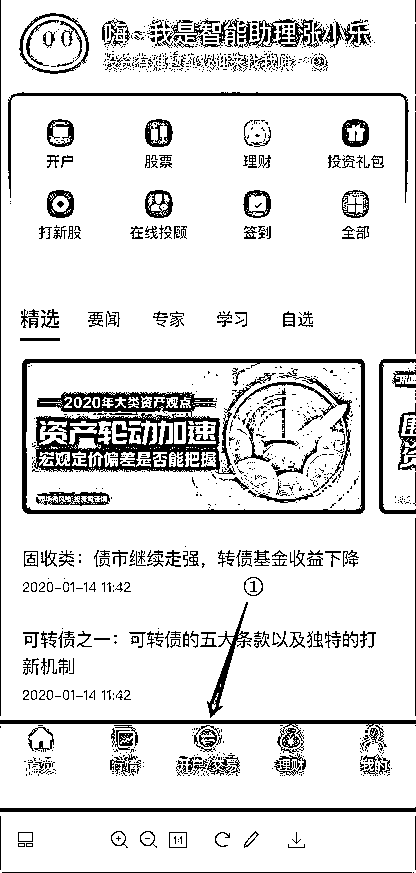 嗨~我是智能助理涨小乐
开户 股票 理财 投资礼包
打新股 在线投顾 签到 全部
精选 要闻 专家 学习 自选
2020年大类资产观点
资产轮动加速
宏观定价偏差是否能把握
固收类：债市继续走强，转债基金收益下降
2020-01-14 11:42
①
可转债之一：可转债的五大条款以及独特的打
新机制
2020-01-14 11:42
首页 行情 开户/交易 理财 我的
1:1